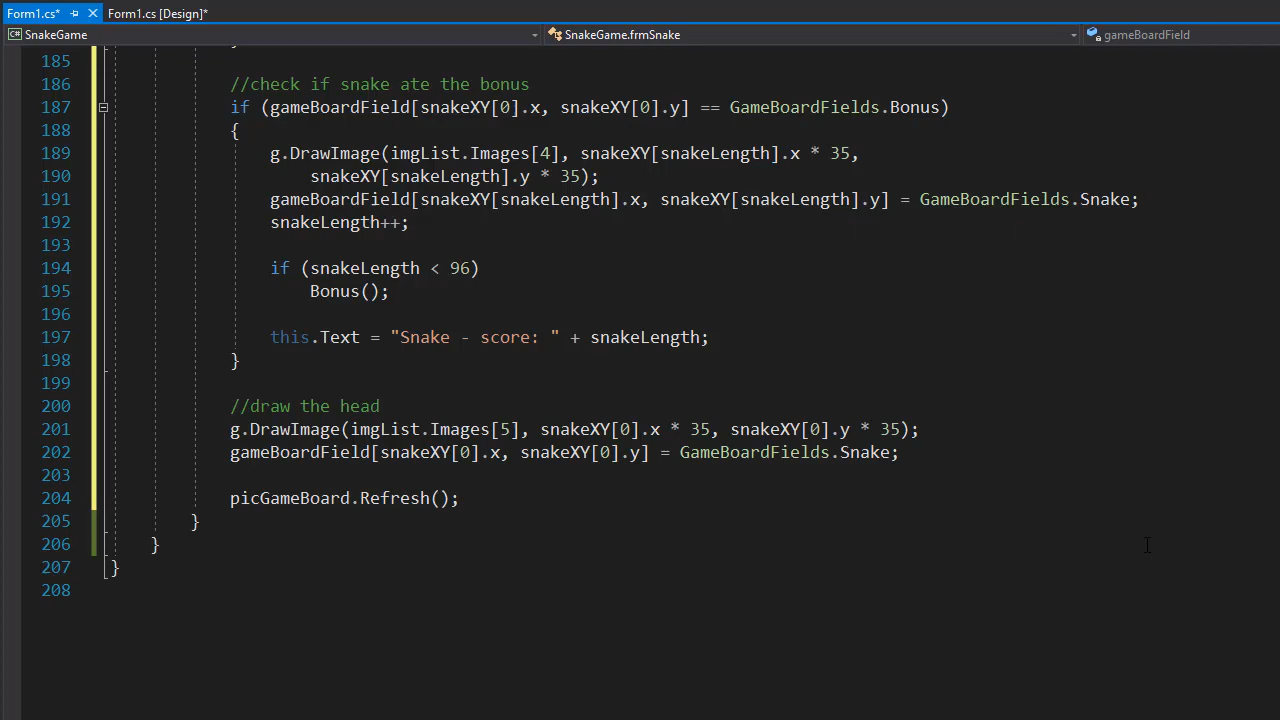 Form1.cs* Form1.cs [Design]*
C# SnakeGame SnakeGame.frmSnake gameBoardField
185
186 //check if snake ate the bonus
187 if (gameBoardField[snakeXY[0].x, snakeXY[0].y] == GameBoardFields.Bonus)
188 {
189 g.DrawImage(imgList.Images[4], snakeXY[snakeLength].x * 35,
190 snakeXY[snakeLength].y * 35);
191 gameBoardField[snakeXY[snakeLength].x, snakeXY[snakeLength].y] = GameBoardFields.Snake;
192 snakeLength++;
193
194 if (snakeLength < 96)
195 Bonus();
196
197 this.Text = "Snake - score: " + snakeLength;
198 }
199
200 //draw the head
201 g.DrawImage(imgList.Images[5], snakeXY[0].x * 35, snakeXY[0].y * 35);
202 gameBoardField[snakeXY[0].x, snakeXY[0].y] = GameBoardFields.Snake;
203
204 picGameBoard.Refresh();
205 }
206 }
207 }
208